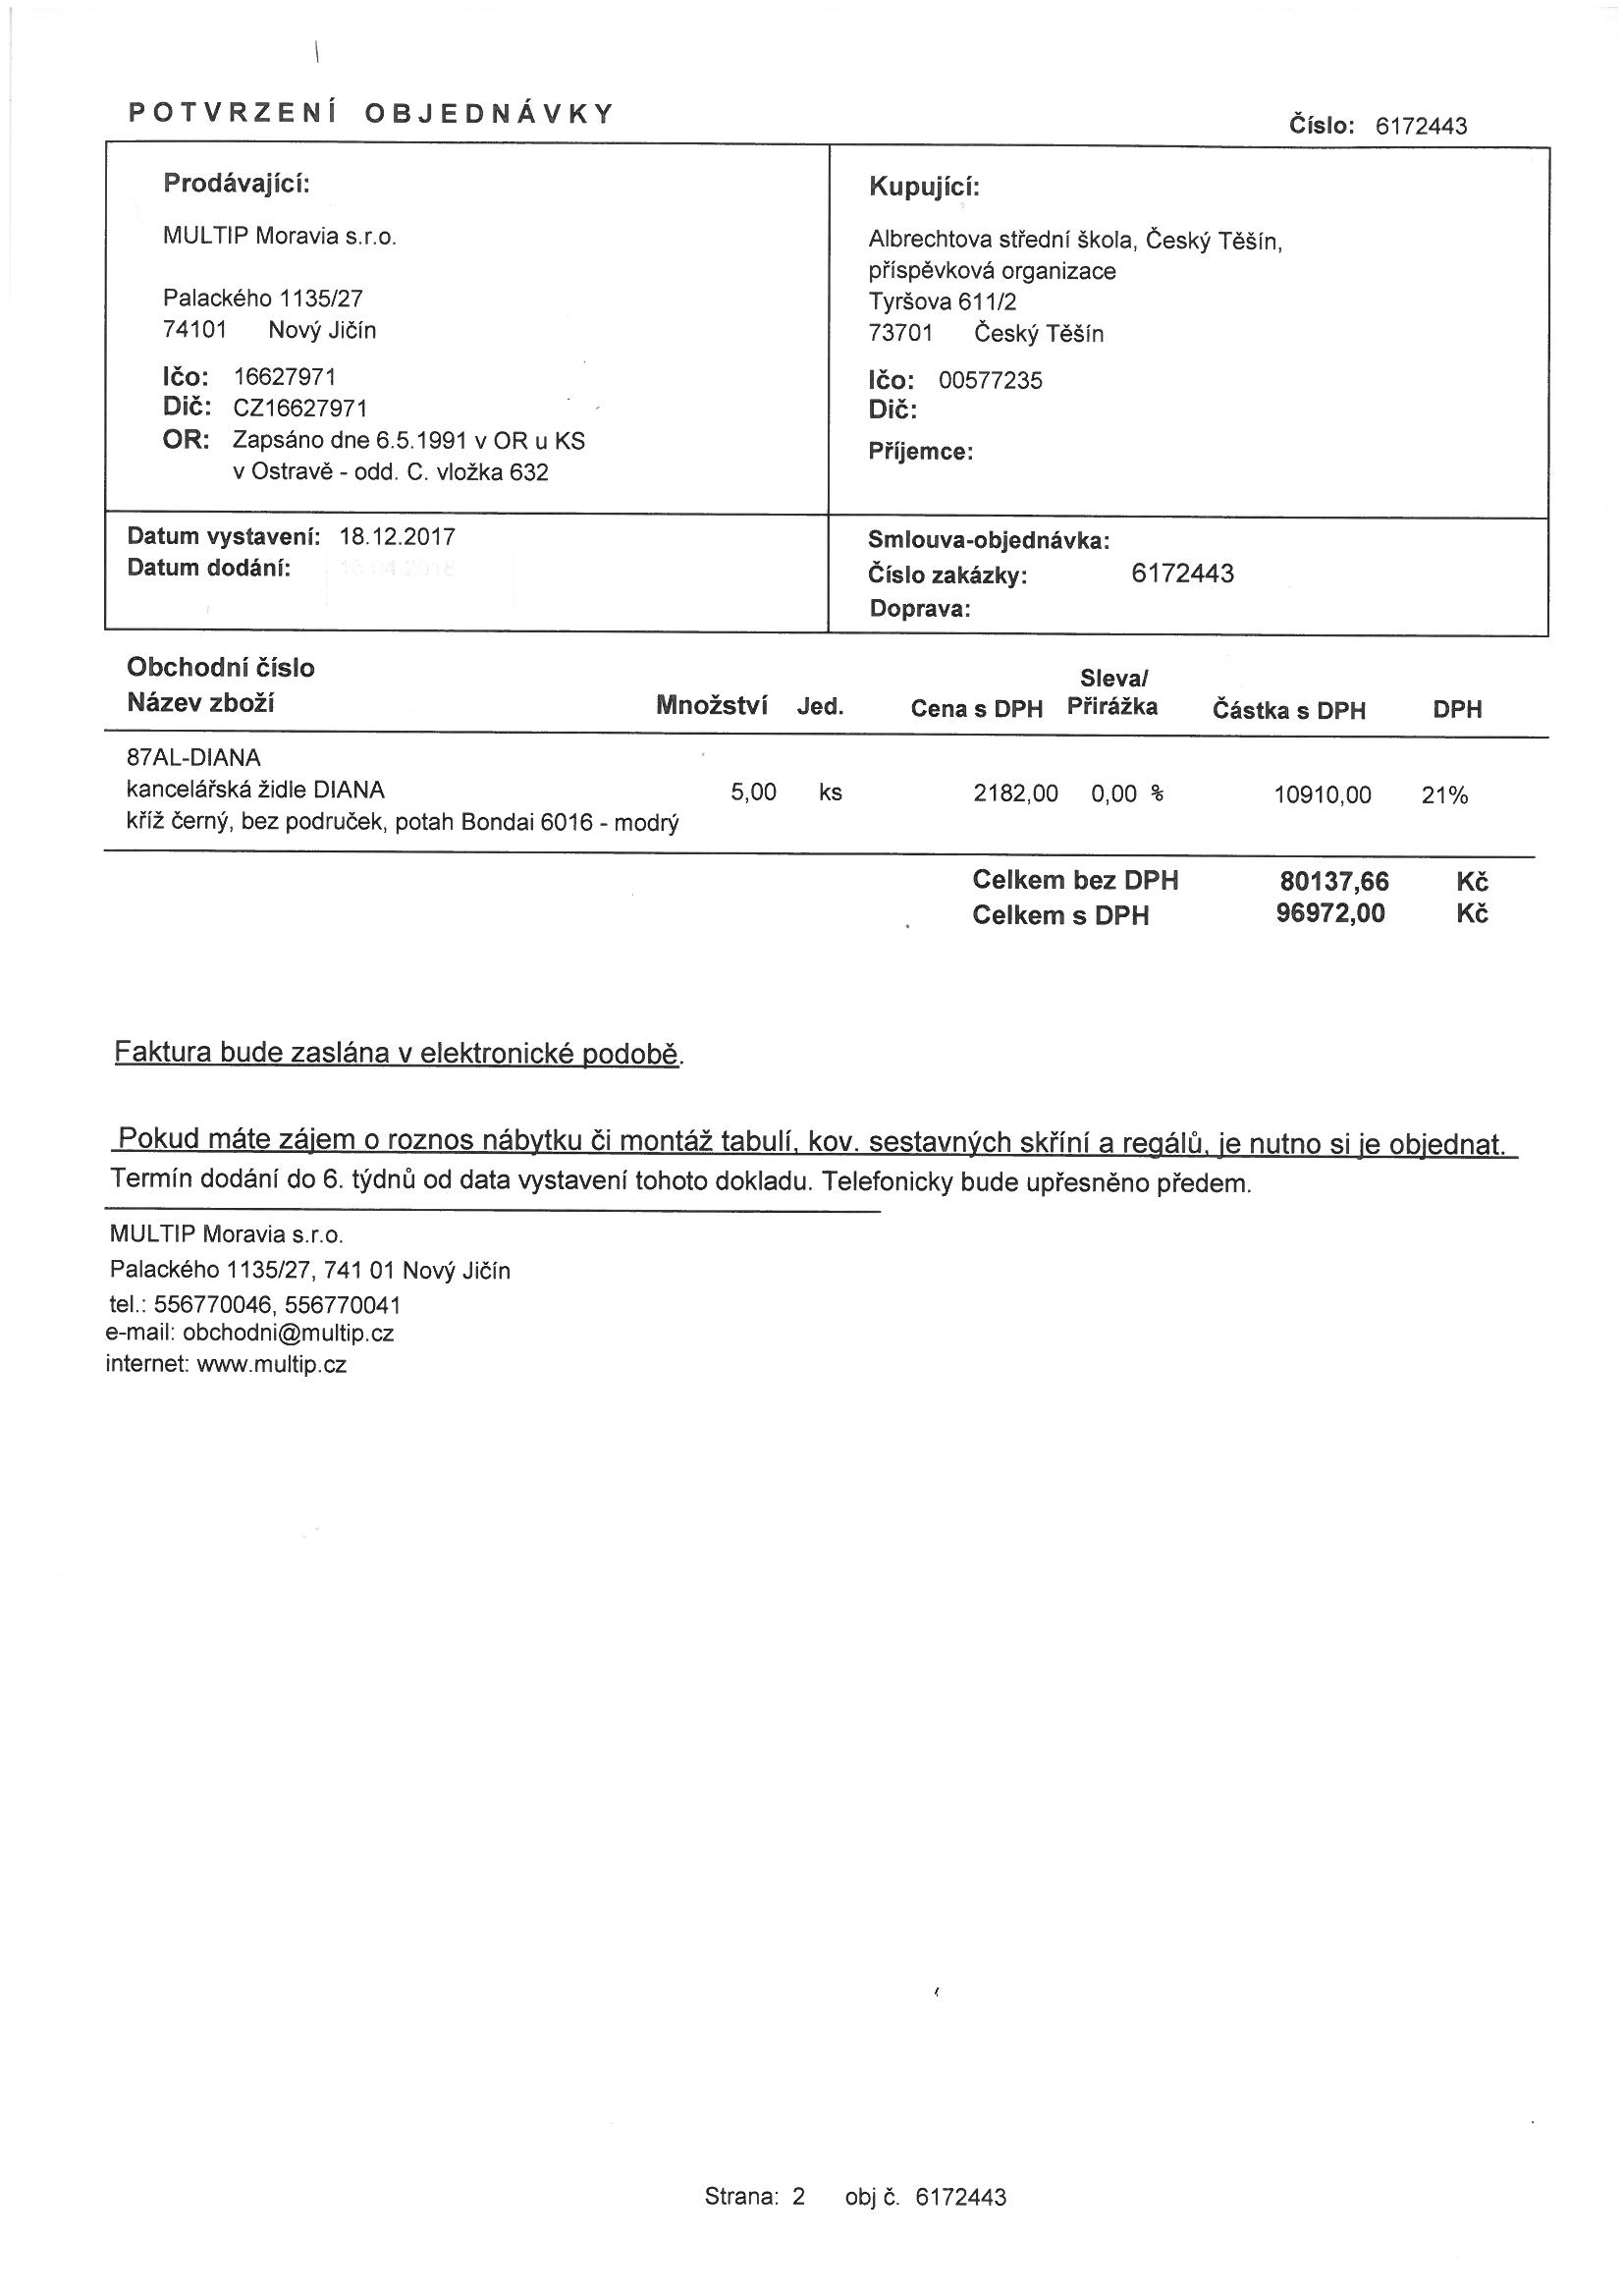 POTVRZENÍ OBJEDNÁVKY
Číslo: 6172443
Prodávající:
MULTIP Moravia s.r.o.
Palackého 1135/27
74101 Nový Jičín
Ičo: 16627971
Dič: CZ16627971
OR: Zapsáno dne 6.5.1991 v OR u KS
v Ostravě - odd. C. vložka 632
Kupující:
Albrechtova střední škola, Český Těšín,
příspěvková organizace
Tyršova 611/2
73701 Český Těšín
Ičo: 00577235
Dič:
Příjemce:
Datum vystavení: 18.12.2017
Datum dodání:
Smlouva-objednávka:
Číslo zakázky: 6172443
Doprava:
Obchodní číslo
Název zboží Množství Jed. Cena s DPH Sleva/ Přirážka Částka s DPH DPH
87AL-DIANA
kancelářská židle DIANA 5,00 ks 2182,00 0,00 % 10910,00 21%
kříž černý, bez područek, potah Bondai 6016 - modrý
Celkem bez DPH 80137,66 Kč
Celkem s DPH 96972,00 Kč
Faktura bude zaslána v elektronické podobě.
Pokud máte zájem o roznos nábytku či montáž tabulí, kov. sestavných skříní a regálů, je nutno si je objednat.
Termín dodání do 6. týdnů od data vystavení tohoto dokladu. Telefonicky bude upřesněno předem.
MULTIP Moravia s.r.o.
Palackého 1135/27, 741 01 Nový Jičín
tel.: 556770046, 556770041
e-mail: obchodni@multip.cz
internet: www.multip.cz
Strana: 2 obj č. 6172443